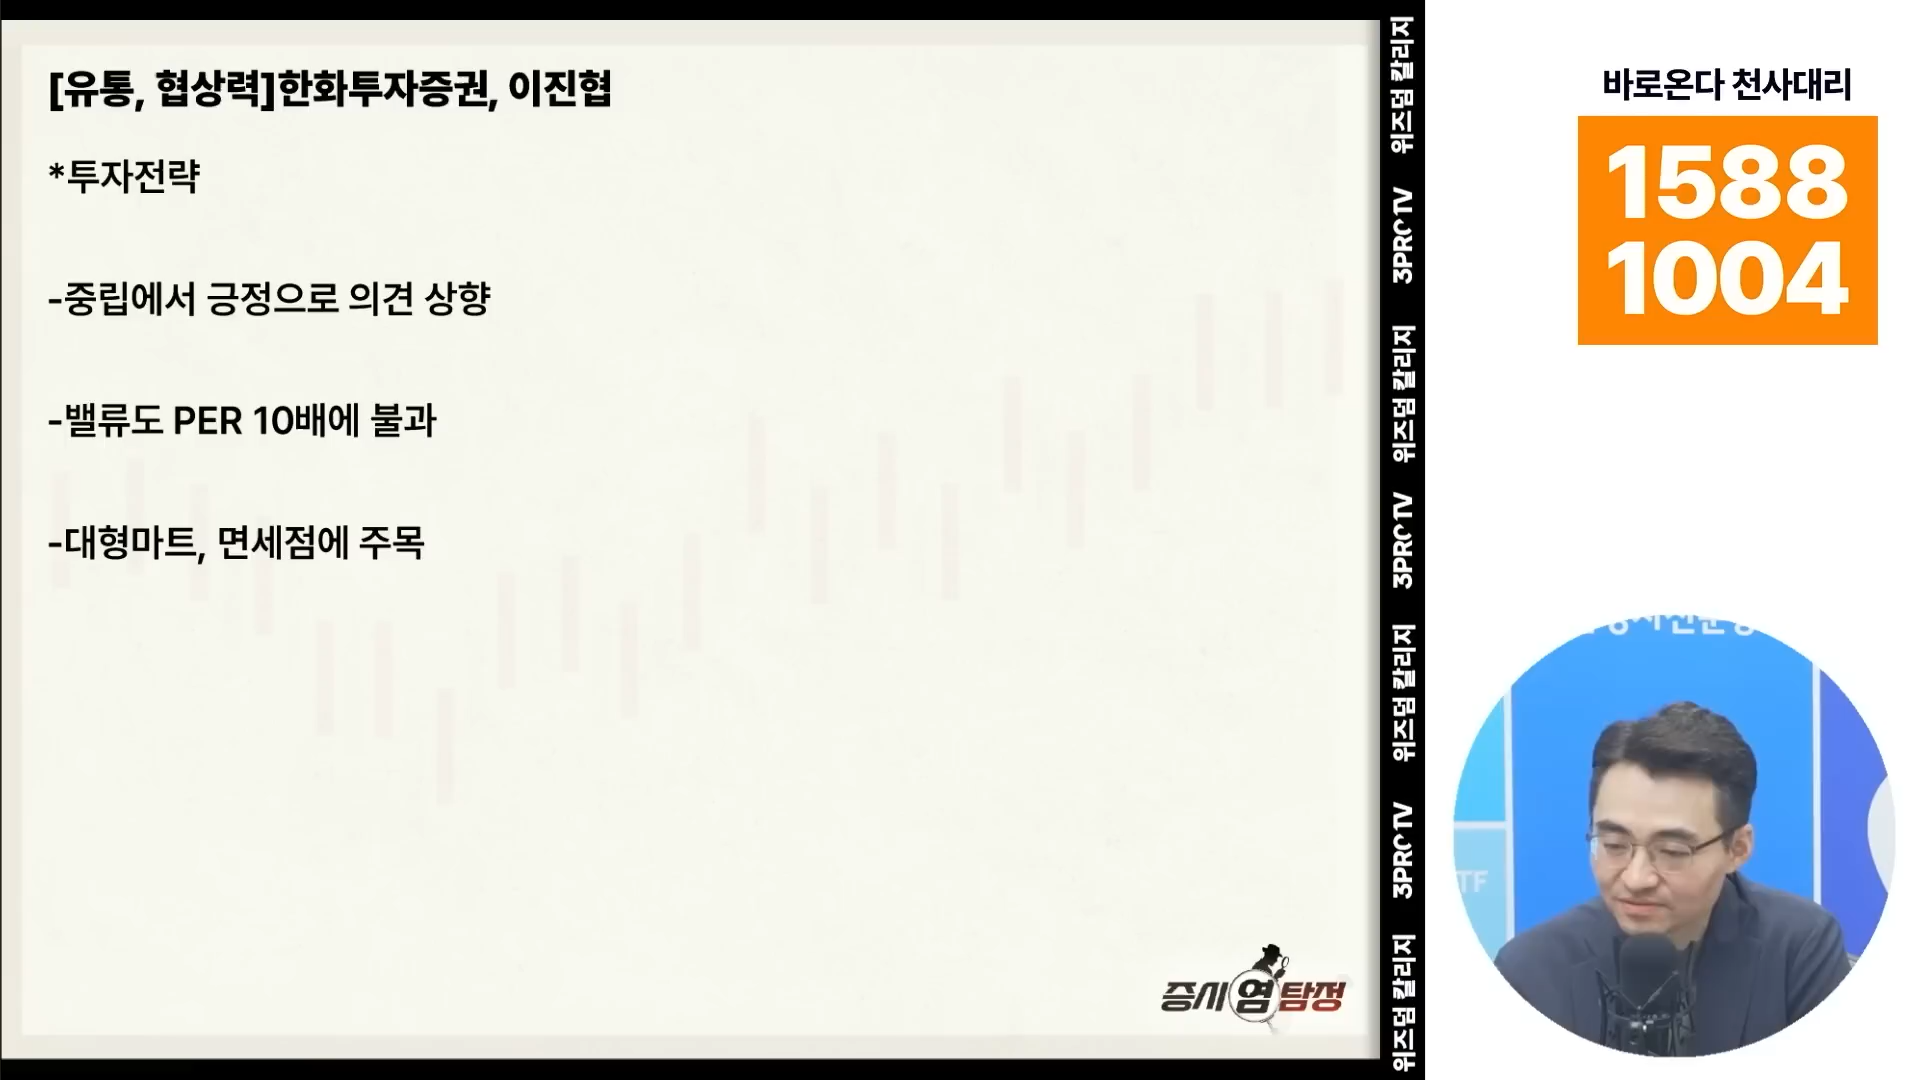 [유통, 협상력]한화투자증권, 이진협
*투자전략
-중립에서 긍정으로 의견 상향
-밸류도 PER 10배에 불과
-대형마트, 면세점에 주목
증시염탐정
위즈덤 칼리지
3PROTV
위즈덤 칼리지
3PROTV
위즈덤 칼리지
3PROTV
위즈덤 칼리지
바로온다 천사대리
1588
1004
TF